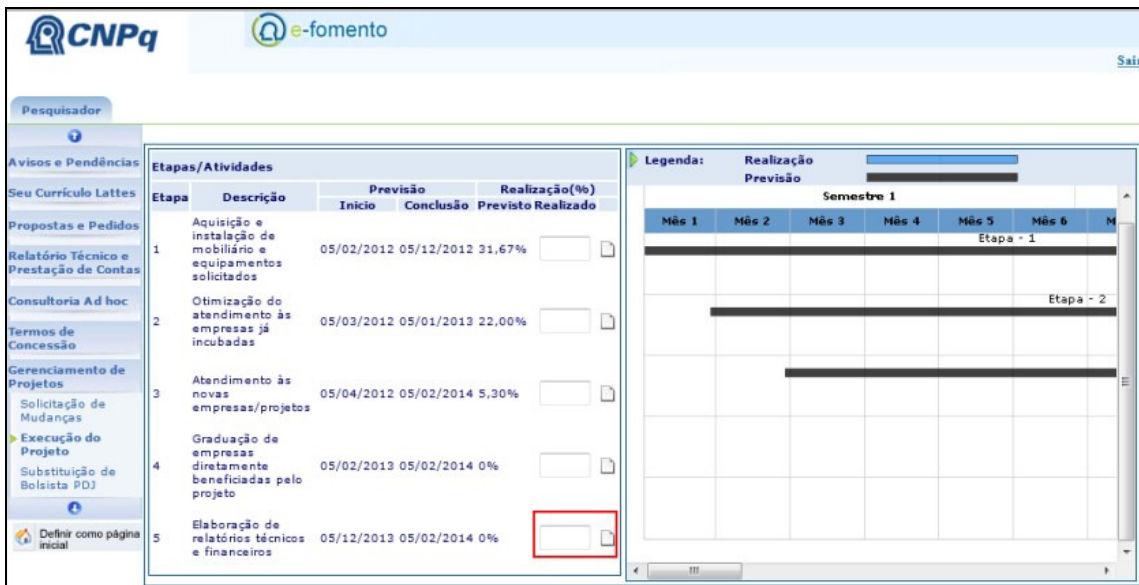 CNPq
e-fomento
Sair
Pesquisador
Avisos e Pendências
Seu Currículo Lattes
Propostas e Pedidos
Relatório Técnico e
Prestação de Contas
Consultoria Ad hoc
Termos de
Concessão
Gerenciamento de
Projetos
Solicitação de
Mudanças
Execução do
Projeto
Substituição de
Bolsista PDJ
Definir como página
inicial
Etapas/Atividades
Etapa Descrição Previsão Realização(%)
Inicio Conclusão Previsto Realizado
Aquisição e
instalação de
1 mobiliário e 05/02/2012 05/12/2012 31,67%
equipamentos
solicitados
Otimização do
atendimento às
2 empresas já 05/03/2012 05/01/2013 22,00%
incubadas
Atendimento às
3 novas 05/04/2012 05/02/2014 5,30%
empresas/projetos
Graduação de
empresas
4 diretamente 05/02/2013 05/02/2014 0%
beneficiadas pelo
projeto
Elaboração de
5 relatórios técnicos 05/12/2013 05/02/2014 0%
e financeiros
Legenda: Realização
Previsão
Semestre 1
Mês 1 Mês 2 Mês 3 Mês 4 Mês 5 Mês 6 M
Etapa - 1
Etapa - 2